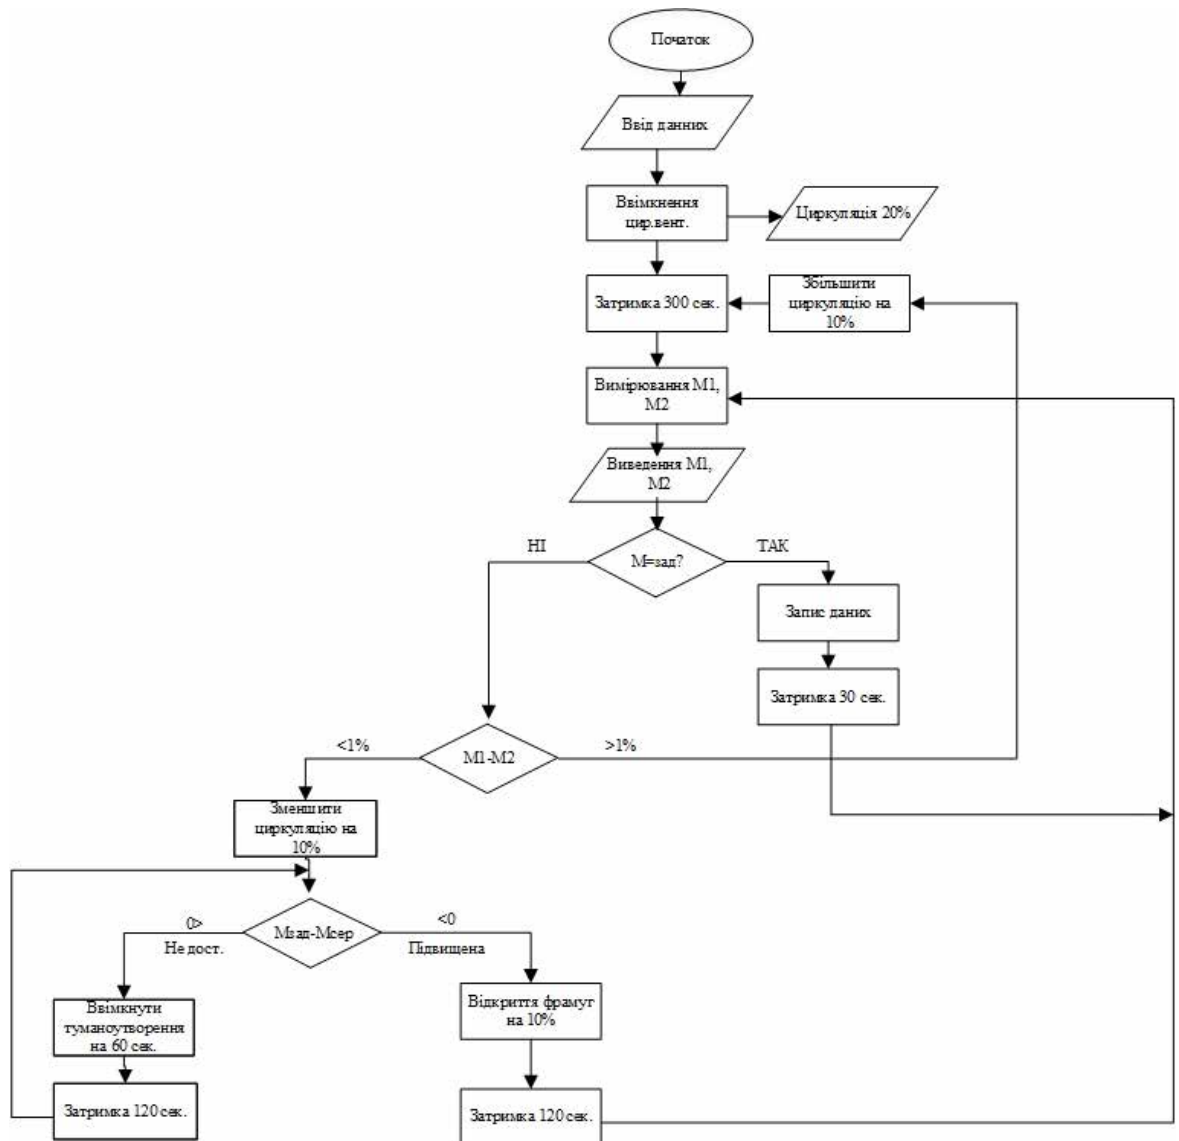 Початок
Ввід данних
Ввімкнення
цир.вент.
Циркуляція 20%
Затримка 300 сек.
Збільшити
циркуляцію на
10%
Вимірювання М1,
М2
Виведення М1,
М2
НІ
М=зад?
ТАК
Запис даних
Затримка 30 сек.
<1%
М1-М2
>1%
Зменшити
циркуляцію на
10%
0>
Не дост.
Мзад-Мсер
<0
Підвищена
Ввімкнути
туманоутворення
на 60 сек.
Відкриття фрамуг
на 10%
Затримка 120 сек.
Затримка 120 сек.